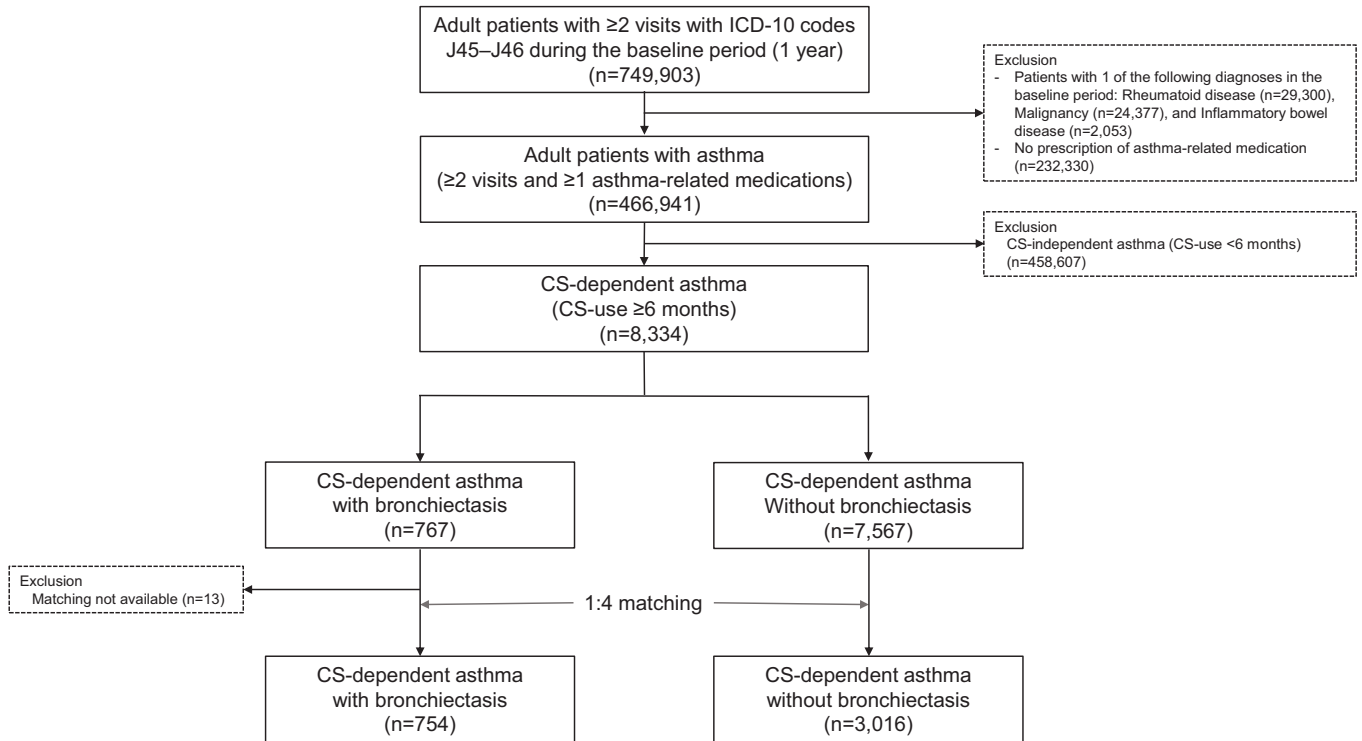 Adult patients with ≥2 visits with ICD-10 codes
J45–J46 during the baseline period (1 year)
(n=749,903)
Exclusion
- Patients with 1 of the following diagnoses in the
baseline period: Rheumatoid disease (n=29,300),
Malignancy (n=24,377), and Inflammatory bowel
disease (n=2,053)
- No prescription of asthma-related medication
(n=232,330)
Adult patients with asthma
(≥2 visits and ≥1 asthma-related medications)
(n=466,941)
Exclusion
CS-independent asthma (CS-use <6 months)
(n=458,607)
CS-dependent asthma
(CS-use ≥6 months)
(n=8,334)
CS-dependent asthma
with bronchiectasis
(n=767)
CS-dependent asthma
Without bronchiectasis
(n=7,567)
Exclusion
Matching not available (n=13)
1:4 matching
CS-dependent asthma
with bronchiectasis
(n=754)
CS-dependent asthma
without bronchiectasis
(n=3,016)